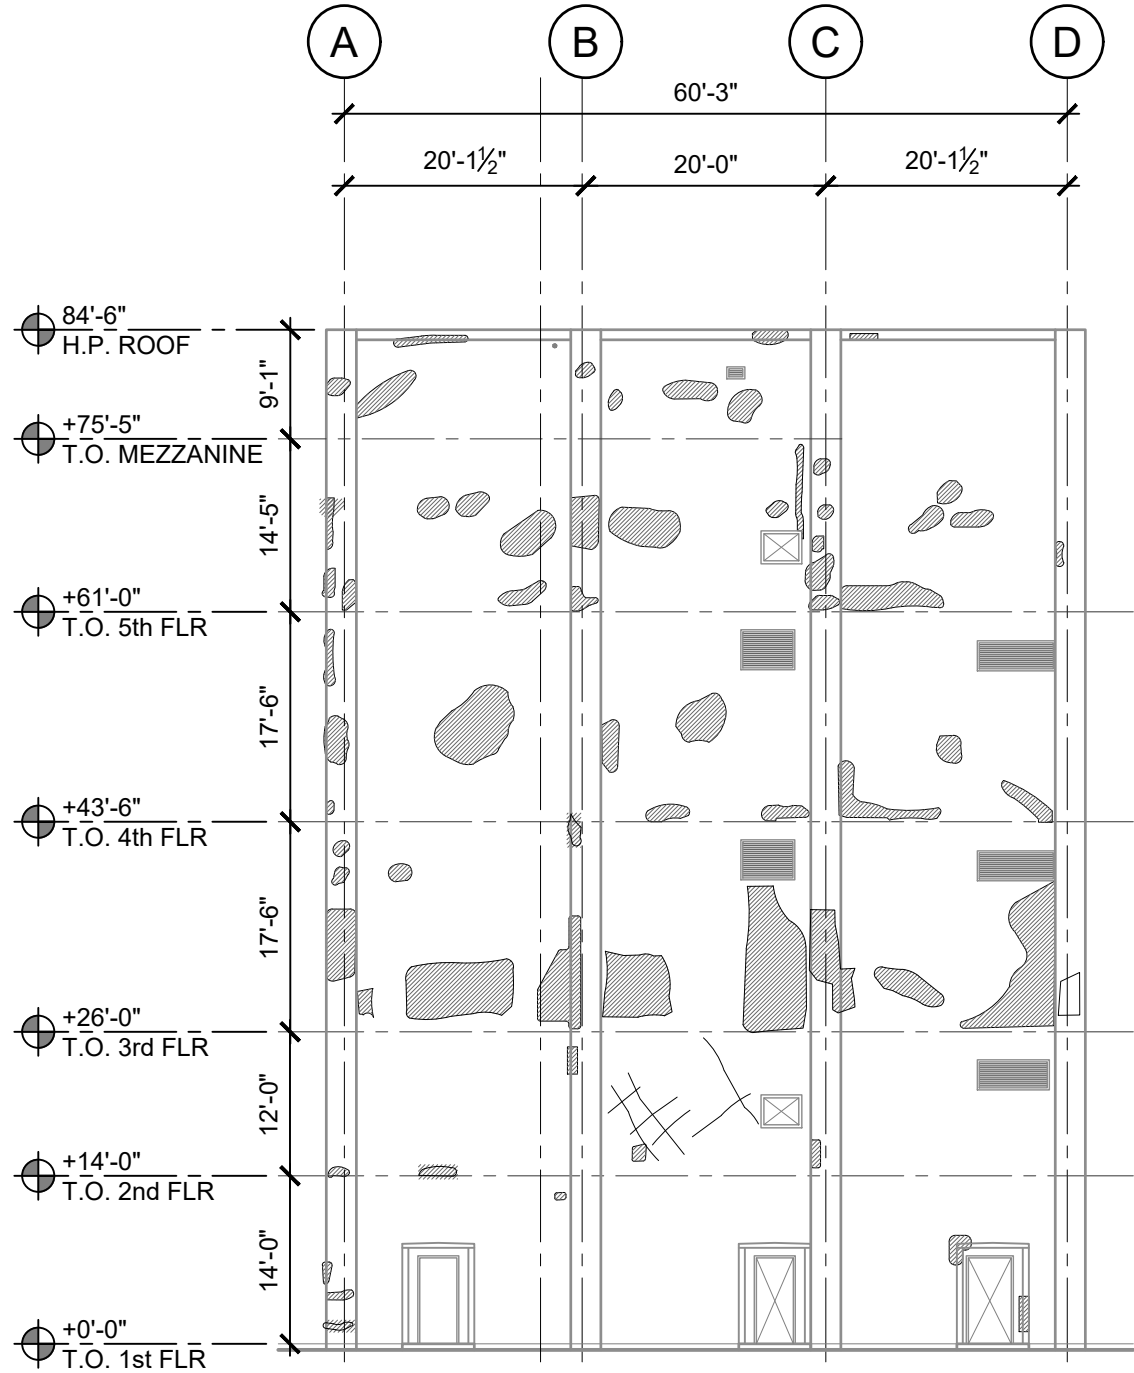 A B C D
60'-3"
20'-1½" 20'-0" 20'-1½"
84'-6"
H.P. ROOF
9'-1"
+75'-5"
T.O. MEZZANINE
14'-5"
+61'-0"
T.O. 5th FLR
17'-6"
+43'-6"
T.O. 4th FLR
17'-6"
+26'-0"
T.O. 3rd FLR
12'-0"
+14'-0"
T.O. 2nd FLR
14'-0"
+0'-0"
T.O. 1st FLR